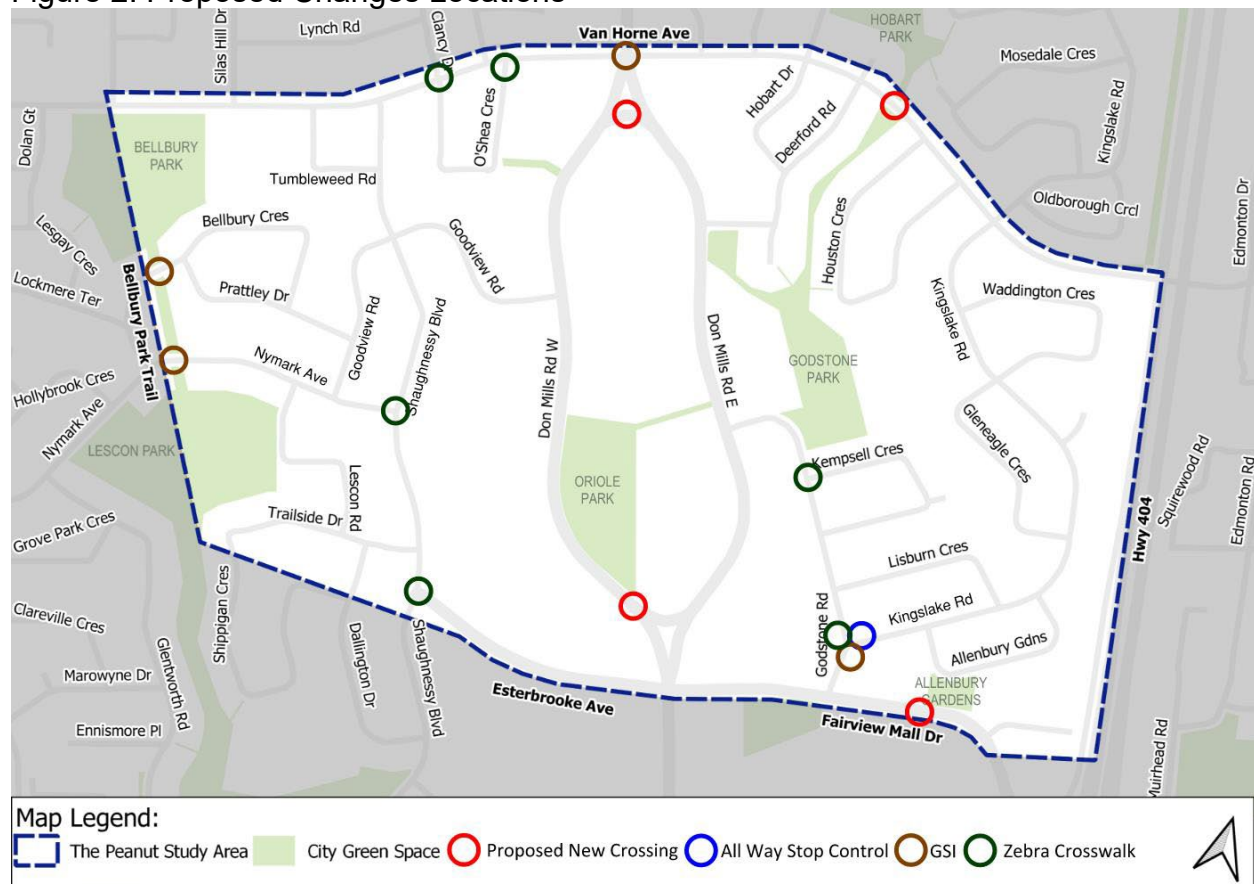 Figure 2: Proposed Changes Locations
Lynch Rd
Silas Hill Dr
Clancy Dr
Van Horne Ave
HOBART
PARK
Mosedale Cres
Kingslake Rd
Dolan Gt
BELLBURY
PARK
O'Shea Cres
Hobart Dr
Deerford Rd
Tumbleweed Rd
Oldborough Crcl
Edmonton Dr
Bellbury Cres
Lesgay Cres
Goodview Rd
Houston Cres
Lockmere Ter
Bellbury Park Trail
Prattley Dr
Goodview Rd
Shaughnessy Blvd
Kingslake Rd
Waddington Cres
Nymark Ave
Don Mills Rd W
Don Mills Rd E
GODSTONE
PARK
Hollybrook Cres
Nymark Ave
LESCON PARK
Gleneagle Cres
Hwy 404
Squirewood Rd
Edmonton Rd
Lescon Rd
Kempsell Cres
ORIOLE
PARK
Trailside Dr
Grove Park Cres
Lisburn Cres
Clareville Cres
Shippigan Cres
Godstone Rd
Kingslake Rd
Allenbury Gdns
Glentworth Rd
Dallington Dr
Shaughnessy Blvd
Marowyne Dr
Esterbrooke Ave
ALLENBURY
GARDENS
Fairview Mall Dr
Ennismore Pl
Muirhead Rd
Map Legend:
The Peanut Study Area City Green Space Proposed New Crossing All Way Stop Control GSI Zebra Crosswalk